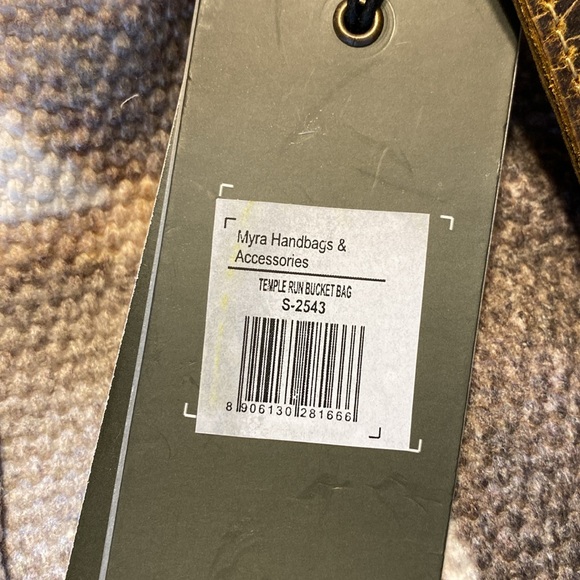 Myra Handbags &
Accessories
TEMPLE RUN BUCKET BAG
S-2543
8 906130 281666